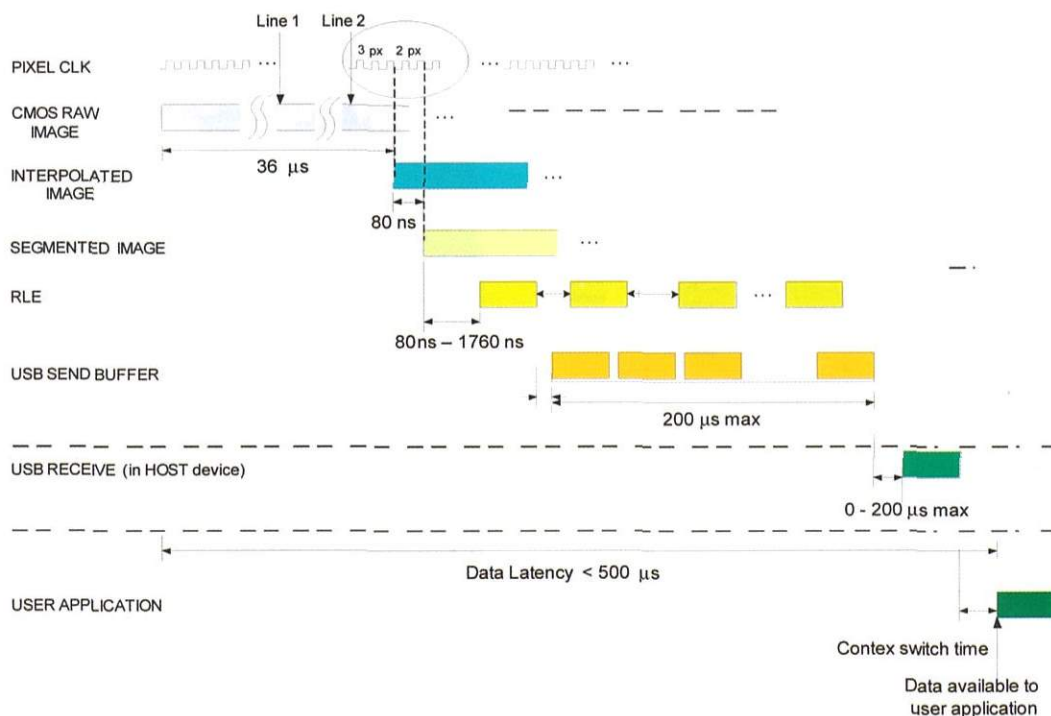 Line 1 Line 2
3 px 2 px
PIXEL CLK ... ... ...
CMOS RAW
IMAGE
...
36 μs
INTERPOLATED
IMAGE
...
80 ns
SEGMENTED IMAGE ...
RLE ...
80ns – 1760 ns
USB SEND BUFFER
200 μs max
USB RECEIVE (in HOST device)
0 - 200 μs max
Data Latency < 500 μs
USER APPLICATION
Contex switch time
Data available to
user application